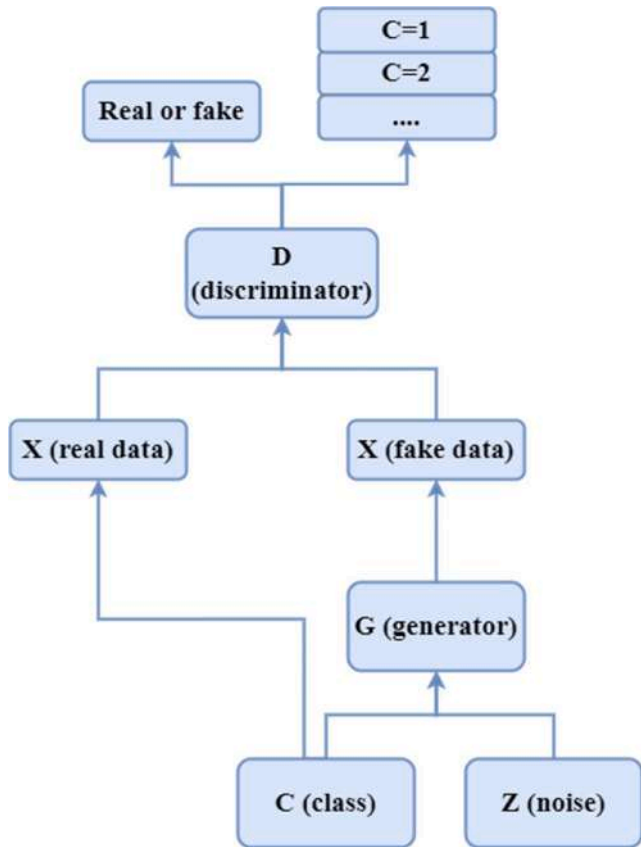 C=1
C=2
....
Real or fake
D
(discriminator)
X (real data)
X (fake data)
G (generator)
C (class)
Z (noise)